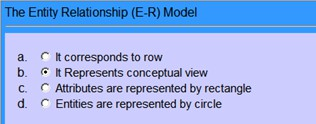 The Entity Relationship (E-R) Model
a. It corresponds to row
b. It Represents conceptual view
c. Attributes are represented by rectangle
d. Entities are represented by circle